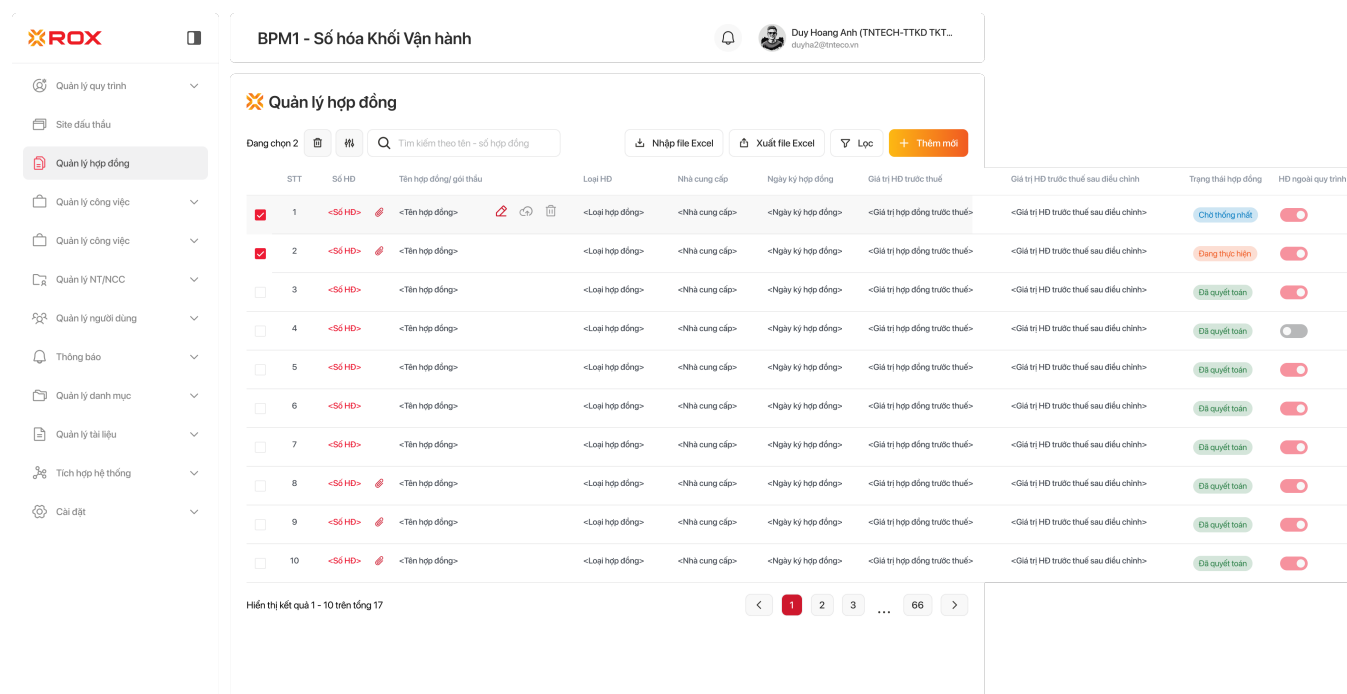 ROX
BPM1 - Số hóa Khối Vận hành
Duy Hoang Anh (TNTECH-TTKD TKT...
duyha2@tnteco.vn
Quản lý quy trình
Site đấu thầu
Quản lý hợp đồng
Quản lý công việc
Quản lý công việc
Quản lý NT/NCC
Quản lý người dùng
Thông báo
Quản lý danh mục
Quản lý tài liệu
Tích hợp hệ thống
Cài đặt
Quản lý hợp đồng
Đang chọn 2 Tìm kiếm theo tên - số hợp đồng Nhập file Excel Xuất file Excel Lọc Thêm mới
STT Số HĐ Tên hợp đồng/ gói thầu Loại HĐ Nhà cung cấp Ngày ký hợp đồng Giá trị HĐ trước thuế Giá trị HĐ trước thuế sau điều chỉnh Trạng thái hợp đồng HĐ ngoài quy trình
1 <Số HĐ> <Tên hợp đồng> <Loại hợp đồng> <Nhà cung cấp> <Ngày ký hợp đồng> <Giá trị hợp đồng trước thuế> <Giá trị HĐ trước thuế sau điều chỉnh> Chờ thống nhất
2 <Số HĐ> <Tên hợp đồng> <Loại hợp đồng> <Nhà cung cấp> <Ngày ký hợp đồng> <Giá trị hợp đồng trước thuế> <Giá trị HĐ trước thuế sau điều chỉnh> Đang thực hiện
3 <Số HĐ> <Tên hợp đồng> <Loại hợp đồng> <Nhà cung cấp> <Ngày ký hợp đồng> <Giá trị hợp đồng trước thuế> <Giá trị HĐ trước thuế sau điều chỉnh> Đã quyết toán
4 <Số HĐ> <Tên hợp đồng> <Loại hợp đồng> <Nhà cung cấp> <Ngày ký hợp đồng> <Giá trị hợp đồng trước thuế> <Giá trị HĐ trước thuế sau điều chỉnh> Đã quyết toán
5 <Số HĐ> <Tên hợp đồng> <Loại hợp đồng> <Nhà cung cấp> <Ngày ký hợp đồng> <Giá trị hợp đồng trước thuế> <Giá trị HĐ trước thuế sau điều chỉnh> Đã quyết toán
6 <Số HĐ> <Tên hợp đồng> <Loại hợp đồng> <Nhà cung cấp> <Ngày ký hợp đồng> <Giá trị hợp đồng trước thuế> <Giá trị HĐ trước thuế sau điều chỉnh> Đã quyết toán
7 <Số HĐ> <Tên hợp đồng> <Loại hợp đồng> <Nhà cung cấp> <Ngày ký hợp đồng> <Giá trị hợp đồng trước thuế> <Giá trị HĐ trước thuế sau điều chỉnh> Đã quyết toán
8 <Số HĐ> <Tên hợp đồng> <Loại hợp đồng> <Nhà cung cấp> <Ngày ký hợp đồng> <Giá trị hợp đồng trước thuế> <Giá trị HĐ trước thuế sau điều chỉnh> Đã quyết toán
9 <Số HĐ> <Tên hợp đồng> <Loại hợp đồng> <Nhà cung cấp> <Ngày ký hợp đồng> <Giá trị hợp đồng trước thuế> <Giá trị HĐ trước thuế sau điều chỉnh> Đã quyết toán
10 <Số HĐ> <Tên hợp đồng> <Loại hợp đồng> <Nhà cung cấp> <Ngày ký hợp đồng> <Giá trị hợp đồng trước thuế> <Giá trị HĐ trước thuế sau điều chỉnh> Đã quyết toán
Hiển thị kết quả 1 - 10 trên tổng 17 1 2 3 ... 66